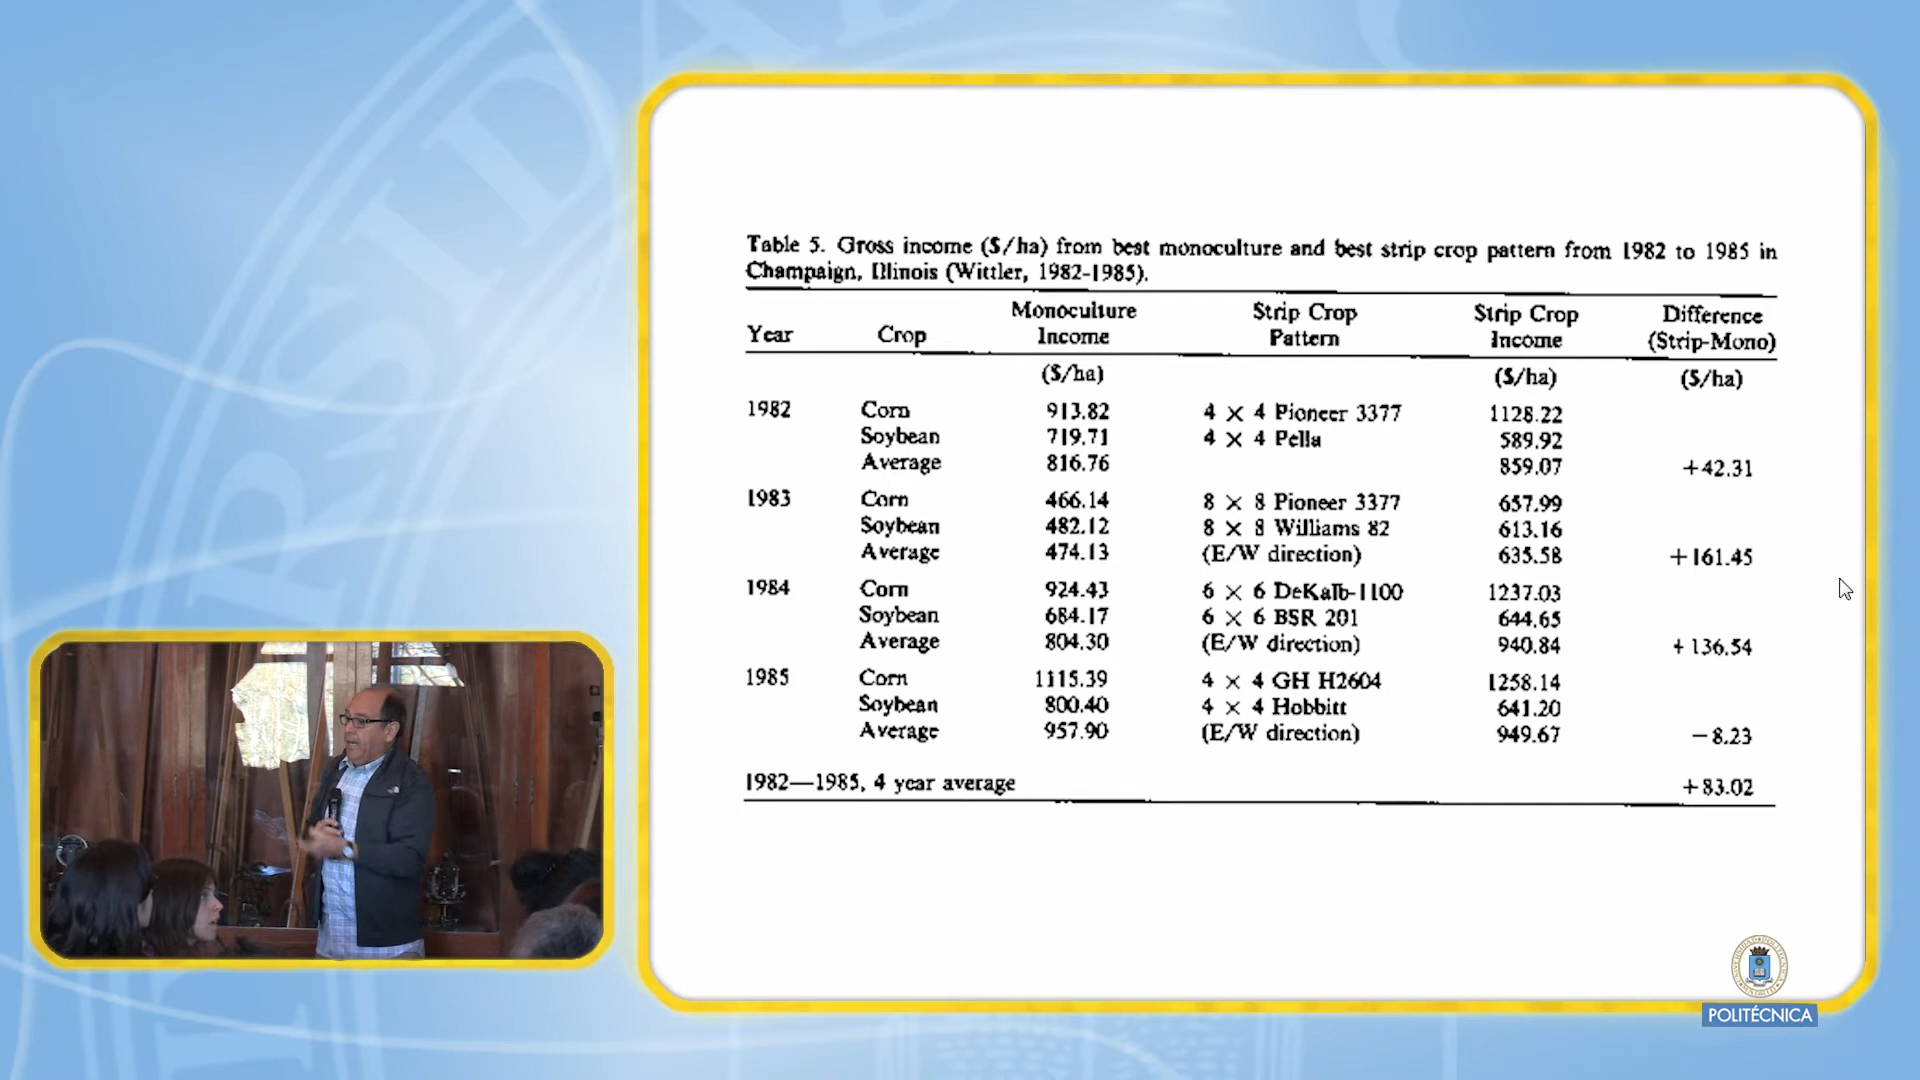 Table 5. Gross income ($/ha) from best monoculture and best strip crop pattern from 1982 to 1985 in
Champaign, Illinois (Wittler, 1982-1985).
Year Crop Monoculture Income Strip Crop Pattern Strip Crop Income Difference (Strip-Mono)
($/ha) ($/ha) ($/ha)
1982 Corn 913.82 4 × 4 Pioneer 3377 1128.22
Soybean 719.71 4 × 4 Pella 589.92
Average 816.76 859.07 +42.31
1983 Corn 466.14 8 × 8 Pioneer 3377 657.99
Soybean 482.12 8 × 8 Williams 82 613.16
Average 474.13 (E/W direction) 635.58 +161.45
1984 Corn 924.43 6 × 6 DeKalb-1100 1237.03
Soybean 684.17 6 × 6 BSR 201 644.65
Average 804.30 (E/W direction) 940.84 +136.54
1985 Corn 1115.39 4 × 4 GH H2604 1258.14
Soybean 800.40 4 × 4 Hobbitt 641.20
Average 957.90 (E/W direction) 949.67 −8.23
1982—1985, 4 year average +83.02
POLITÉCNICA